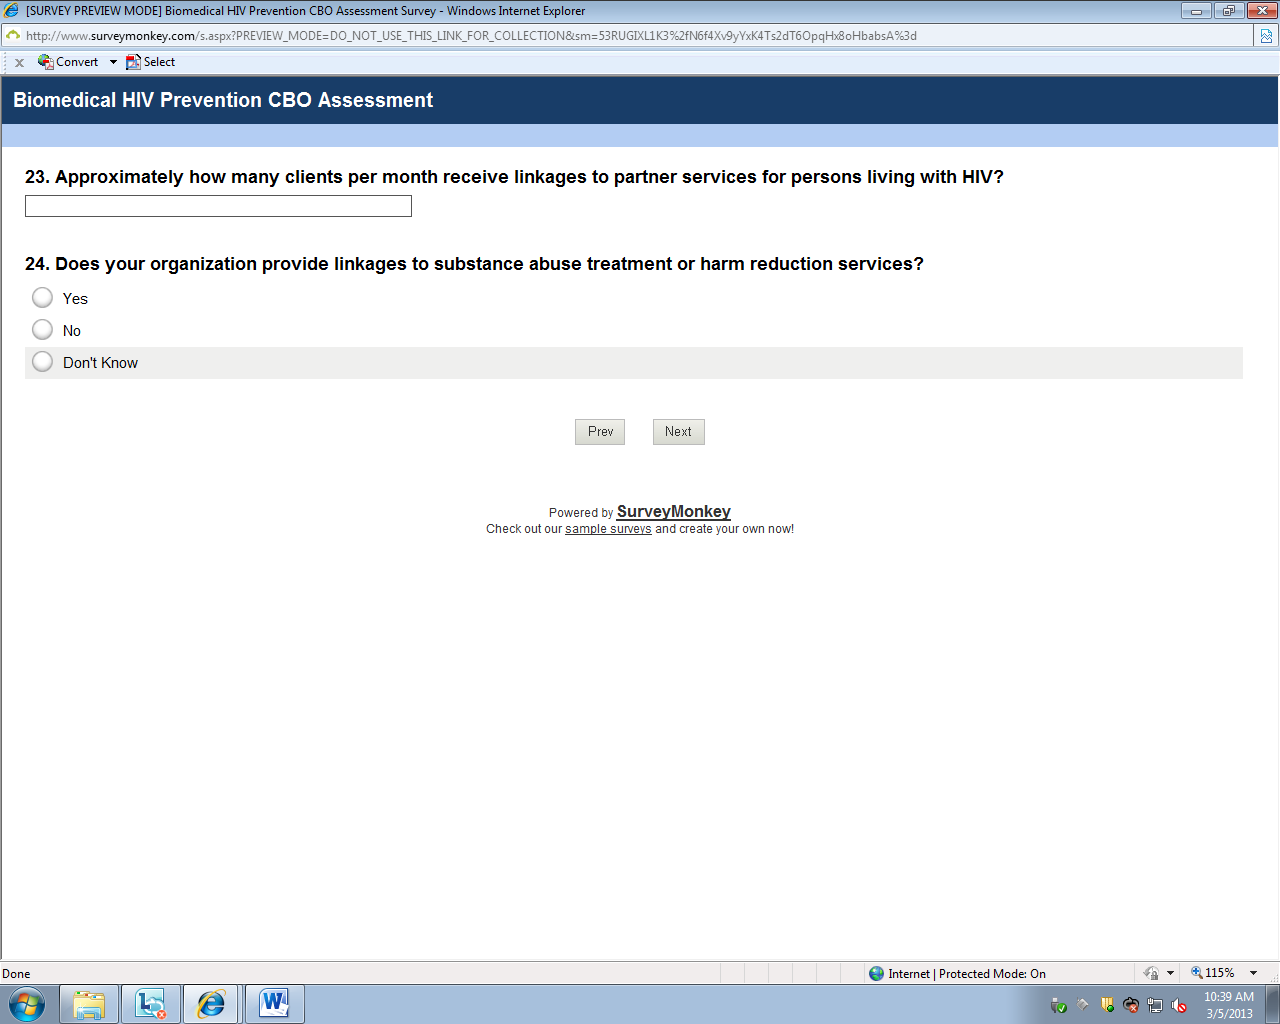 [SURVEY PREVIEW MODE] Biomedical HIV Prevention CBO Assessment Survey - Windows Internet Explorer
http://www.surveymonkey.com/s.aspx?PREVIEW_MODE=DO_NOT_USE_THIS_LINK_FOR_COLLECTION&sm=53RUGIXL1K3%2fN6f4Xv9yYxK4Ts2dT6OpqHx8oHbabsA%3d
x Convert Select
Biomedical HIV Prevention CBO Assessment
23. Approximately how many clients per month receive linkages to partner services for persons living with HIV?
24. Does your organization provide linkages to substance abuse treatment or harm reduction services?
Yes
No
Don't Know
Prev Next
Powered by SurveyMonkey
Check out our sample surveys and create your own now!
Done Internet | Protected Mode: On 115%
10:39 AM
3/5/2013